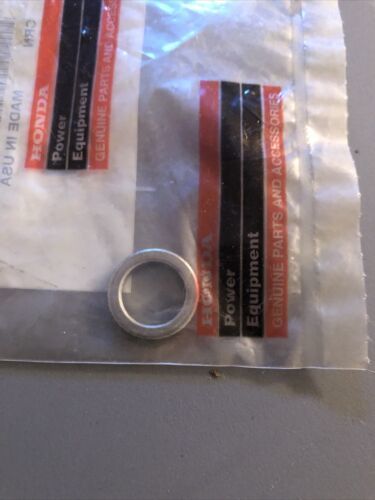 HONDA
Power
Equipment
GENUINE PARTS AND ACCESSORIES
HONDA
Power
Equipment
GENUINE PARTS AND ACCESSORIES
MADE IN USA